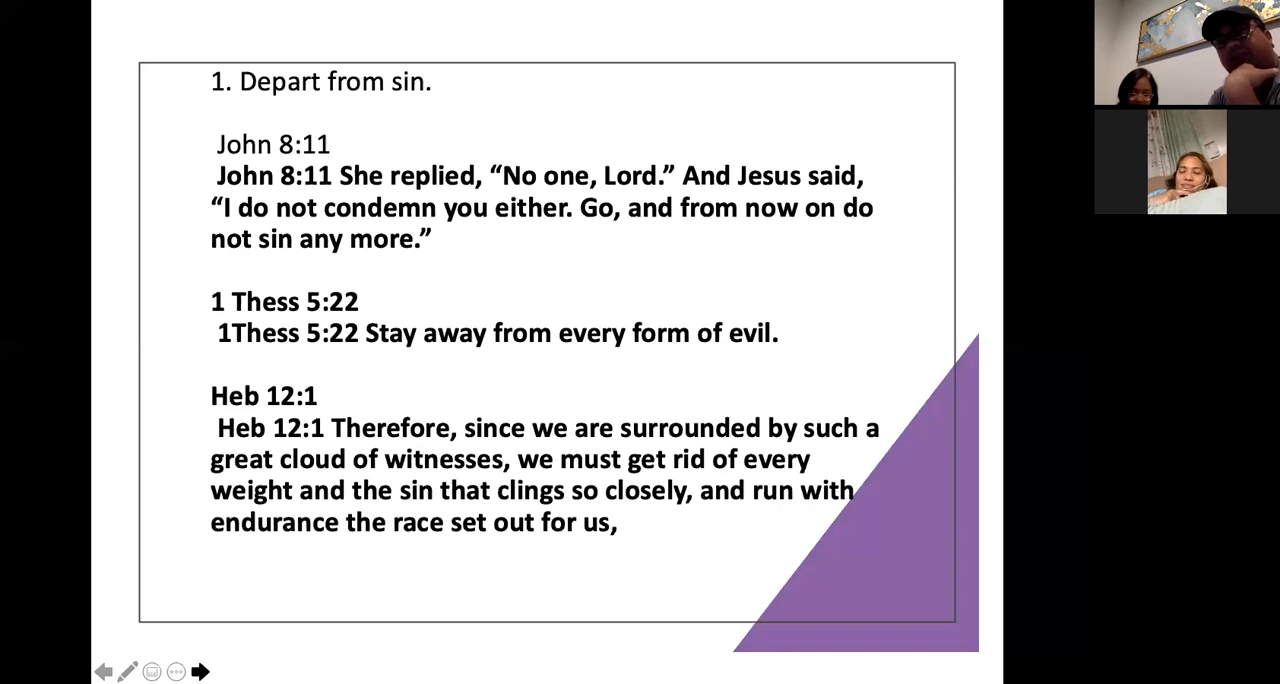 1. Depart from sin.
John 8:11
John 8:11 She replied, “No one, Lord.” And Jesus said,
“I do not condemn you either. Go, and from now on do
not sin any more.”
1 Thess 5:22
1Thess 5:22 Stay away from every form of evil.
Heb 12:1
Heb 12:1 Therefore, since we are surrounded by such a
great cloud of witnesses, we must get rid of every
weight and the sin that clings so closely, and run with
endurance the race set out for us,